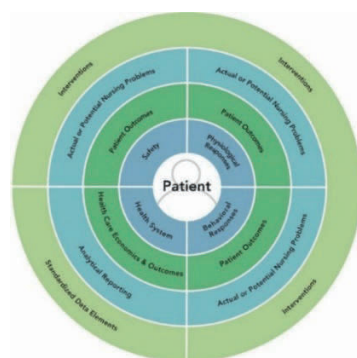 Interventions
Interventions
Actual or Potential Nursing Problems
Actual or Potential Nursing Problems
Patient Outcomes
Patient Outcomes
Safety
Physiological
Responses
Patient
Health System
Behavioral
Responses
Health Care Economics & Outcomes
Patient Outcomes
Analytical Reporting
Actual or Potential Nursing Problems
Standardized Data Elements
Interventions